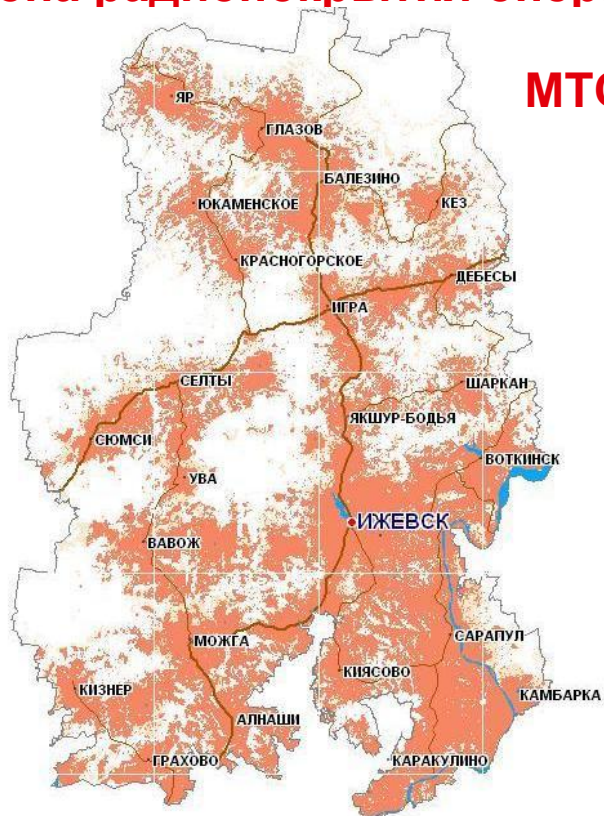 МТС
ЯР
ГЛАЗОВ
БАЛЕЗИНО
ЮКАМЕНСКОЕ
КЕЗ
КРАСНОГОРСКОЕ
ДЕБЕСЫ
ИГРА
СЕЛТЫ
ШАРКАН
ЯКШУР-БОДЬЯ
СЮМСИ
ВОТКИНСК
УВА
ИЖЕВСК
ВАВОЖ
САРАПУЛ
МОЖГА
КИЯСОВО
КИЗНЕР
КАМБАРКА
АЛНАШИ
ГРАХОВО
КАРАКУЛИНО